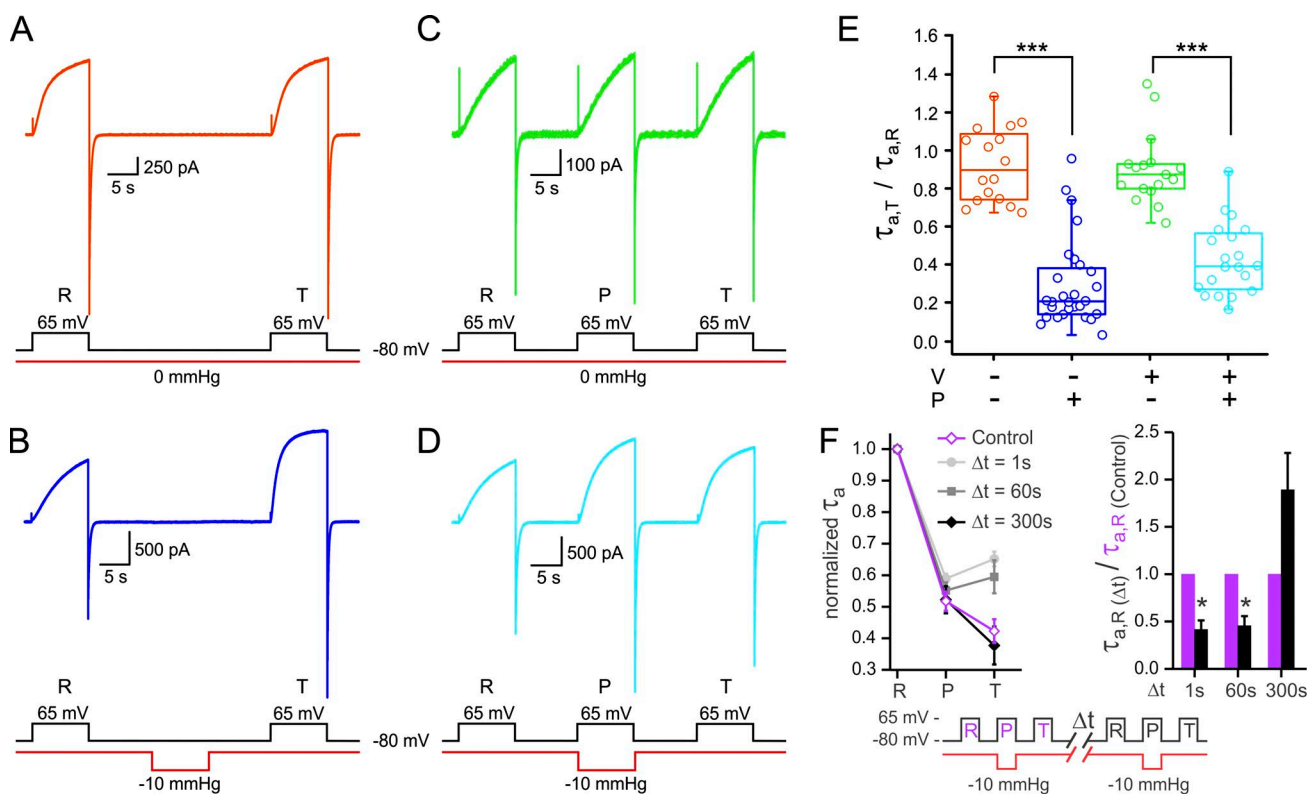 A
250 pA
5 s
R
T
65 mV
65 mV
-80 mV
0 mmHg
C
100 pA
5 s
R
P
T
65 mV
65 mV
65 mV
0 mmHg
E
τa,T / τa,R
1.6
1.4
1.2
1.0
0.8
0.6
0.4
0.2
0.0
*** ***
V - - + +
P - + - +
B
500 pA
5 s
R
T
65 mV
65 mV
-80 mV
-10 mmHg
D
500 pA
5 s
R
P
T
65 mV
65 mV
65 mV
-10 mmHg
F
normalized τa
1.0
0.9
0.8
0.7
0.6
0.5
0.4
0.3
R P T
Control
Δt = 1s
Δt = 60s
Δt = 300s
τa,R (Δt) / τa,R (Control)
2.5
2.0
1.5
1.0
0.5
0.0
* *
Δt 1s 60s 300s
65 mV -
-80 mV -
R P T Δt R P T
-10 mmHg -10 mmHg